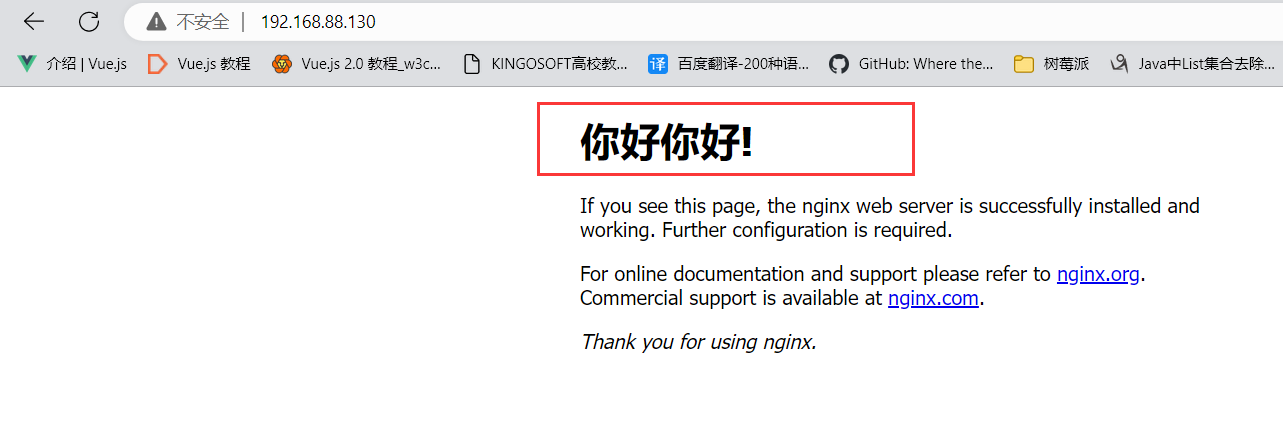 不安全 | 192.168.88.130
介绍 | Vue.js Vue.js 教程 Vue.js 2.0 教程_w3c... KINGOSOFT高校教... 译 百度翻译-200种语... GitHub: Where the... 树莓派 Java中List集合去除...
你好你好!
If you see this page, the nginx web server is successfully installed and
working. Further configuration is required.
For online documentation and support please refer to nginx.org.
Commercial support is available at nginx.com.
Thank you for using nginx.